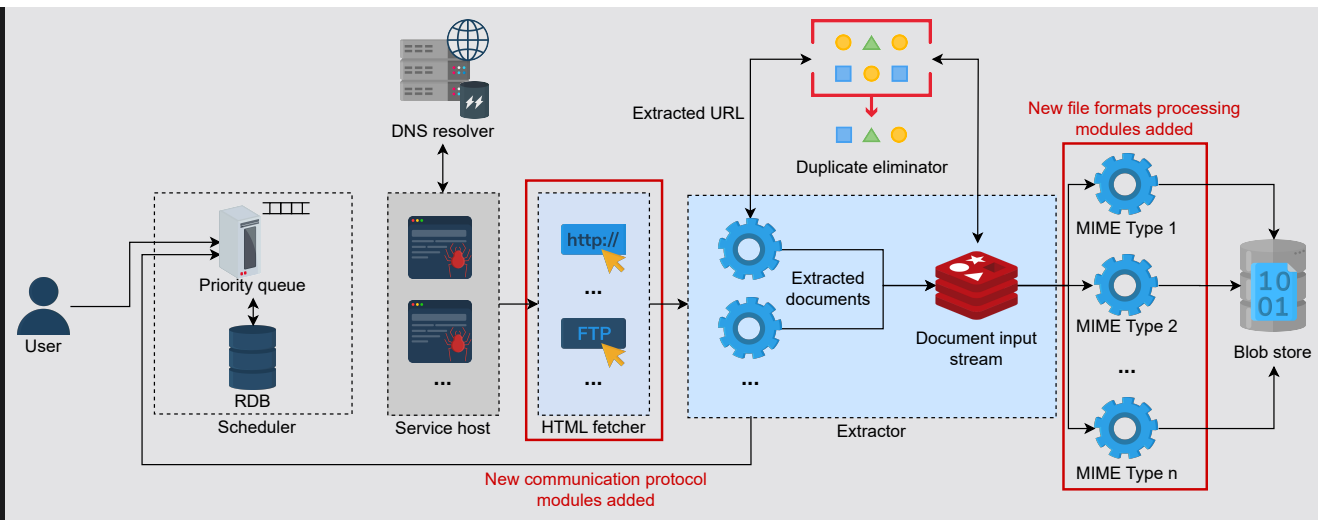 DNS resolver
Extracted URL
Duplicate eliminator
New file formats processing
modules added
Priority queue
RDB
Scheduler
User
Service host
...
http://
...
FTP
...
HTML fetcher
Extracted
documents
...
Document input
stream
Extractor
MIME Type 1
MIME Type 2
...
MIME Type n
10
01
Blob store
New communication protocol
modules added